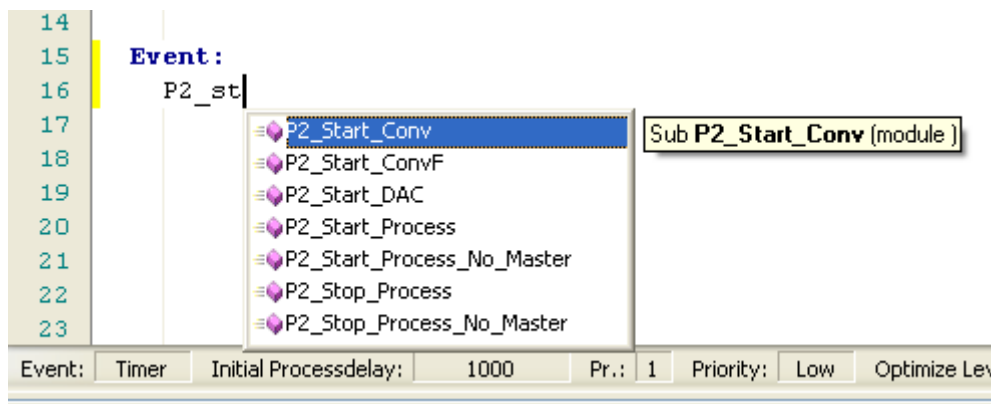 14
15 Event:
16 P2_st
17 P2_Start_Conv Sub P2_Start_Conv (module )
18 P2_Start_ConvF
19 P2_Start_DAC
20 P2_Start_Process
21 P2_Start_Process_No_Master
22 P2_Stop_Process
23 P2_Stop_Process_No_Master
Event: Timer Initial Processdelay: 1000 Pr.: 1 Priority: Low Optimize Lev